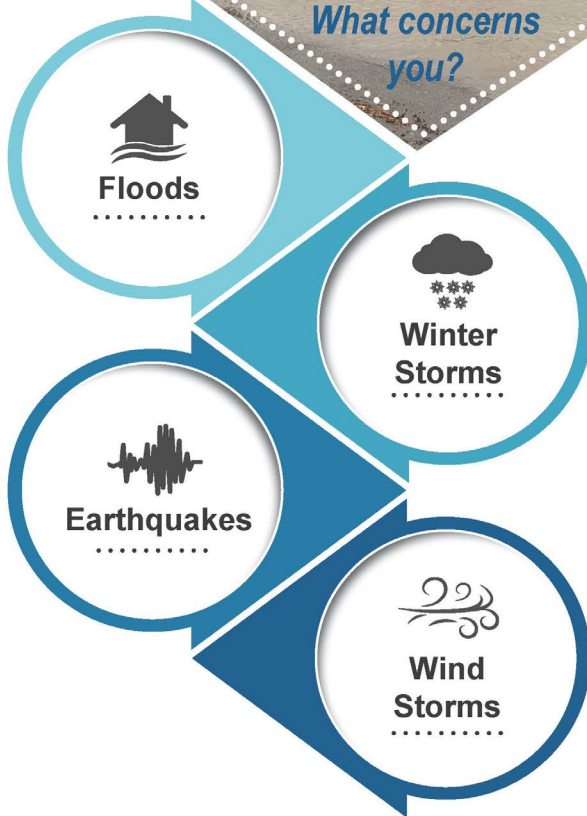 What concerns
you?
Floods
Winter
Storms
Earthquakes
Wind
Storms